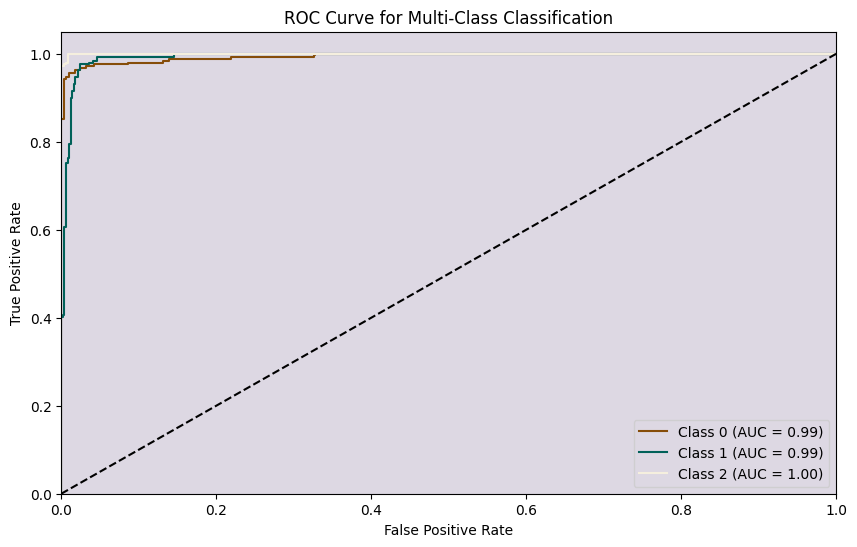 ROC Curve for Multi-Class Classification
True Positive Rate
1.0
0.8
0.6
0.4
0.2
0.0
0.0 0.2 0.4 0.6 0.8 1.0
False Positive Rate
Class 0 (AUC = 0.99)
Class 1 (AUC = 0.99)
Class 2 (AUC = 1.00)